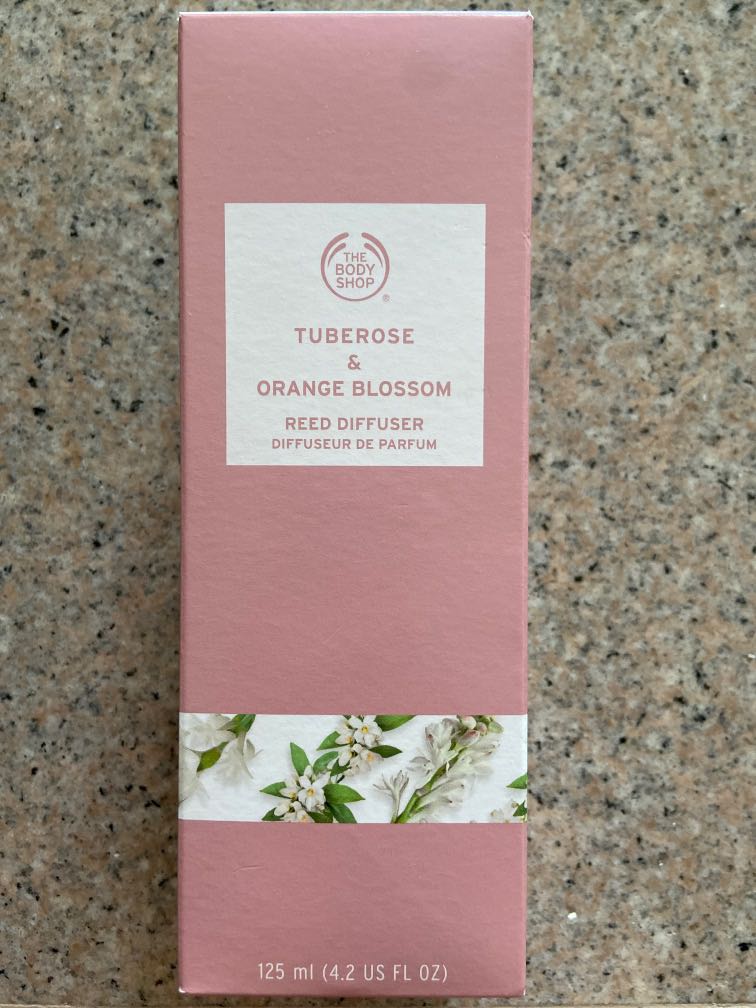 THE
BODY
SHOP
®
TUBEROSE
&
ORANGE BLOSSOM
REED DIFFUSER
DIFFUSEUR DE PARFUM
125 ml (4.2 US FL OZ)